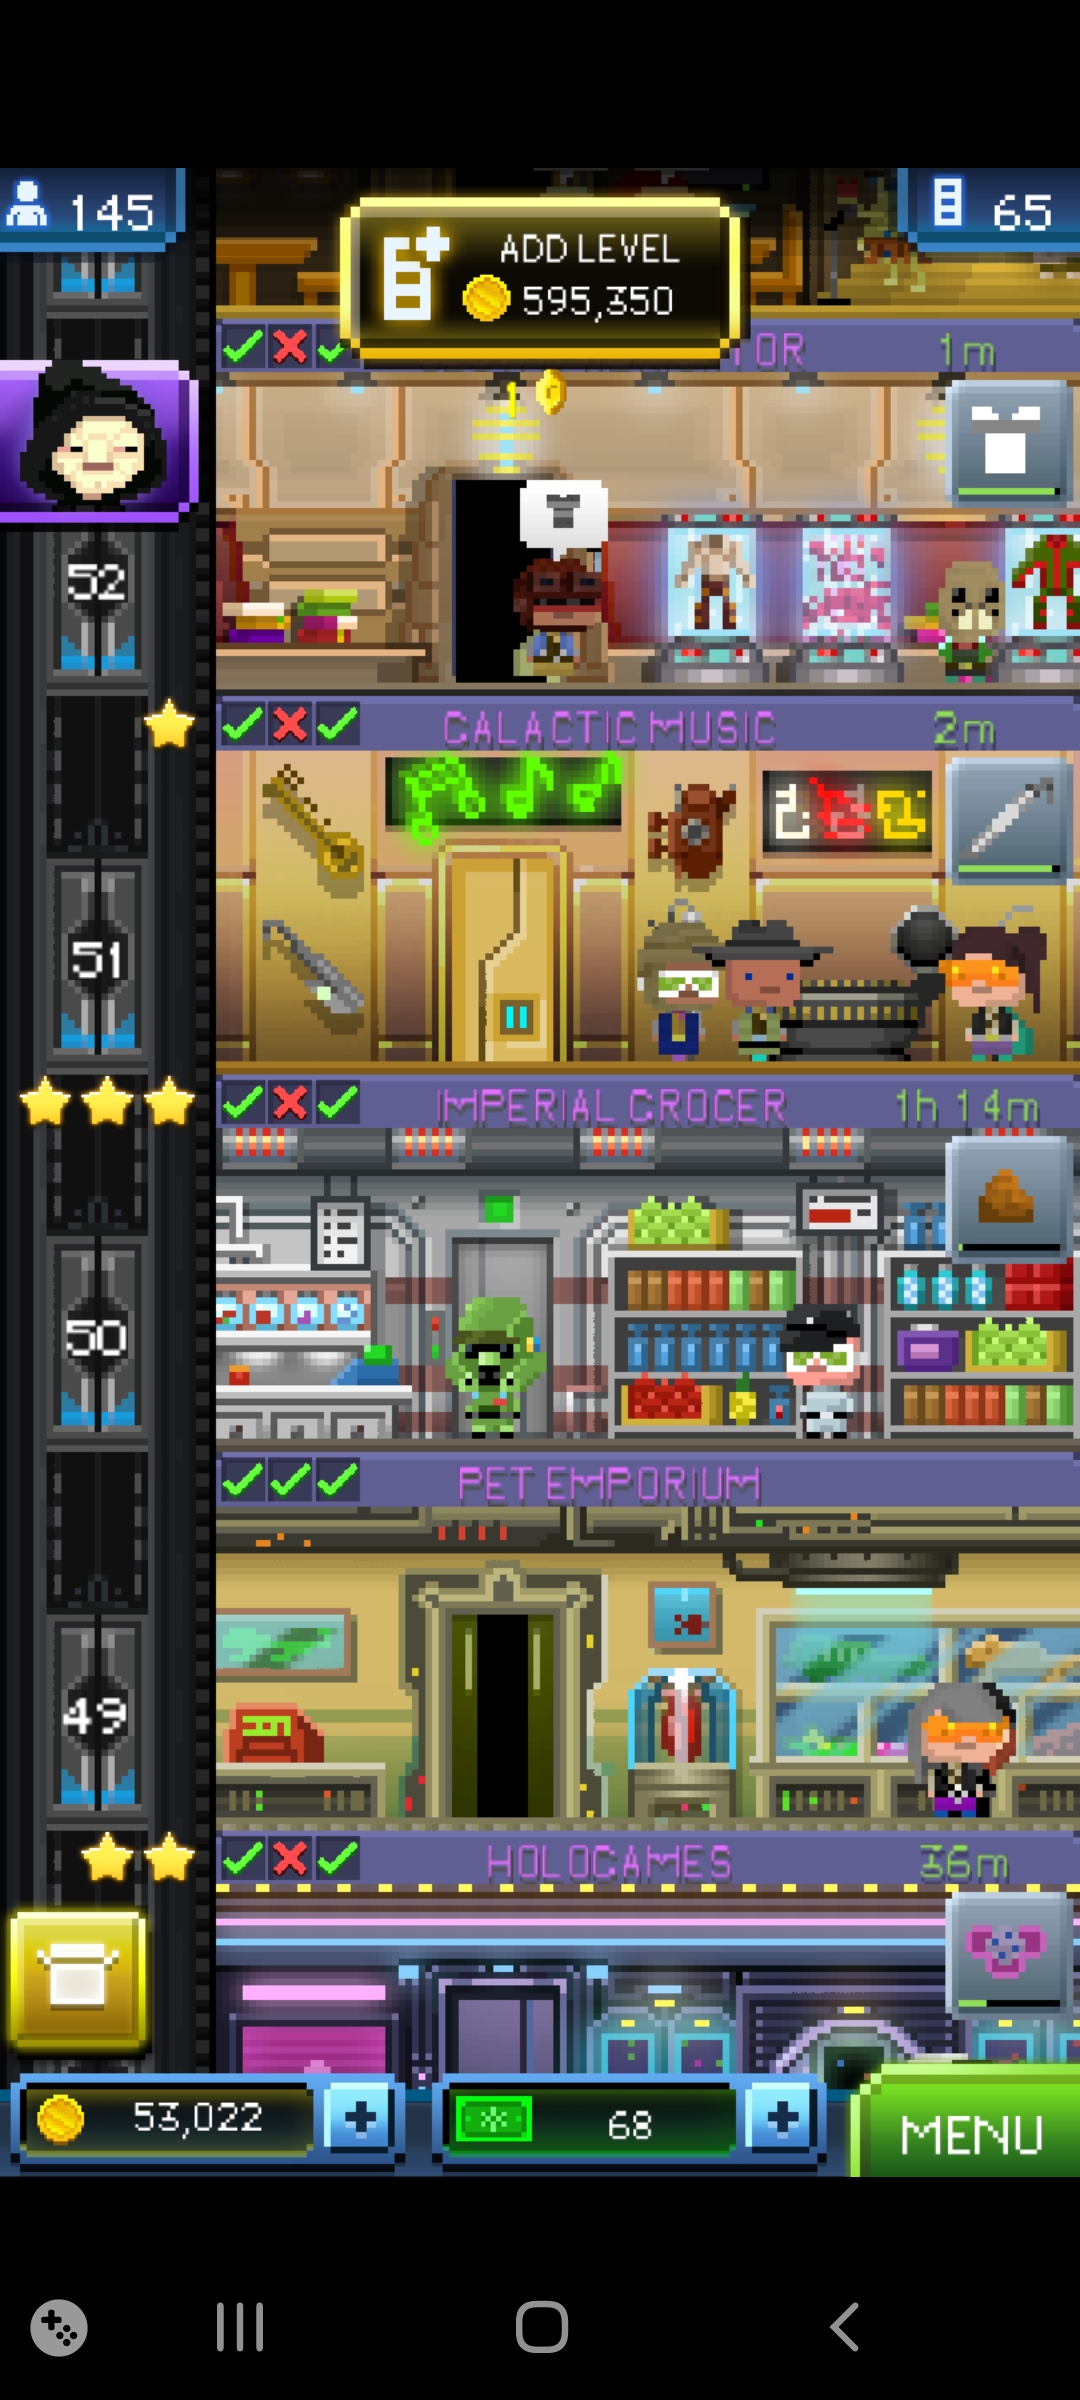 145
ADD LEVEL
595,350
65
1m
52
GALACTIC MUSIC 2m
51
IMPERIAL GROCER 1h 14m
50
PET EMPORIUM
49
HOLOGAMES 36m
53,022
68
MENU